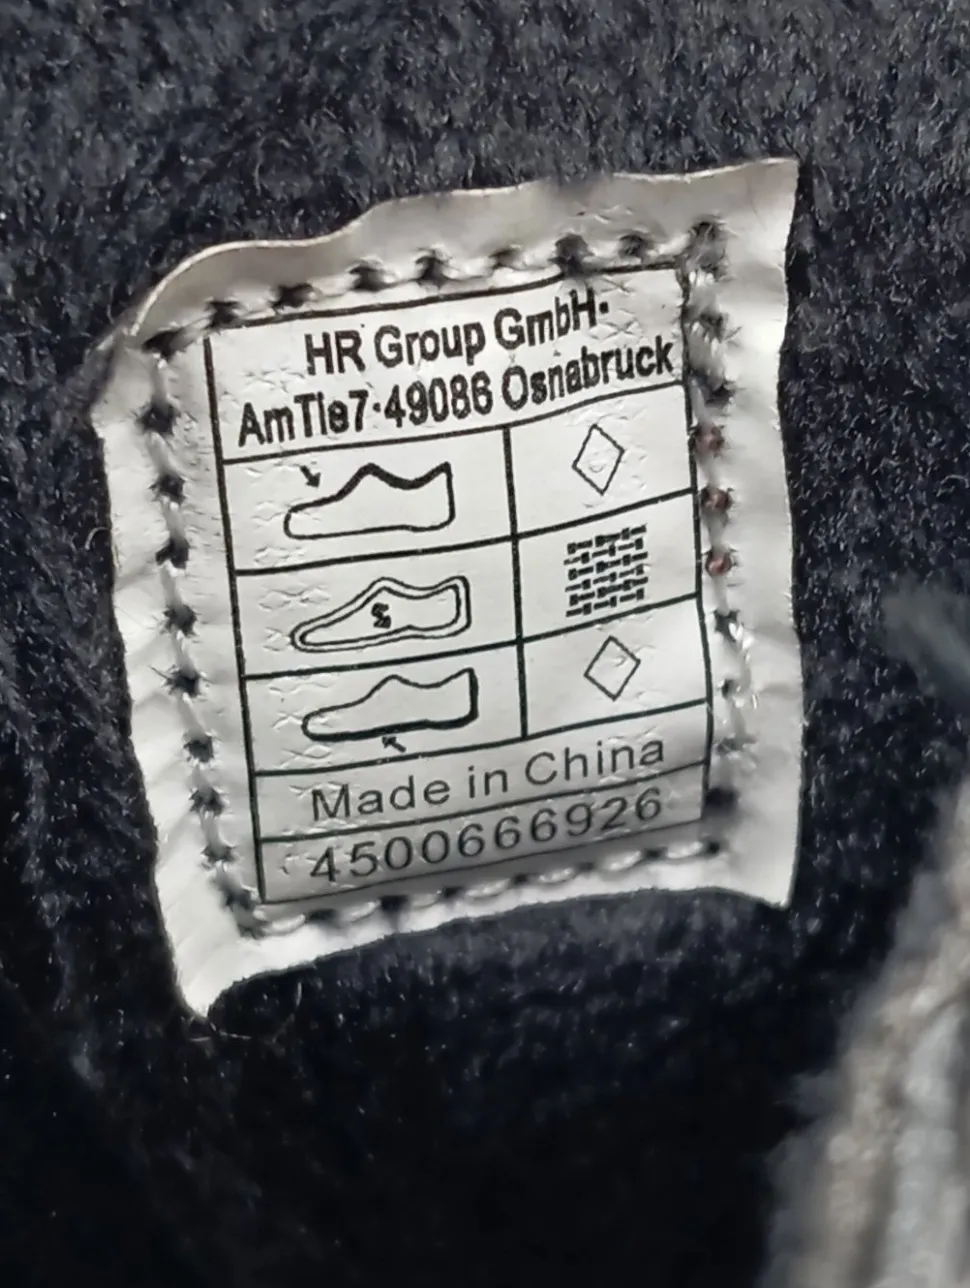 HR Group GmbH·
AmTie7·49086 Osnabruck
Made in China
4500666926